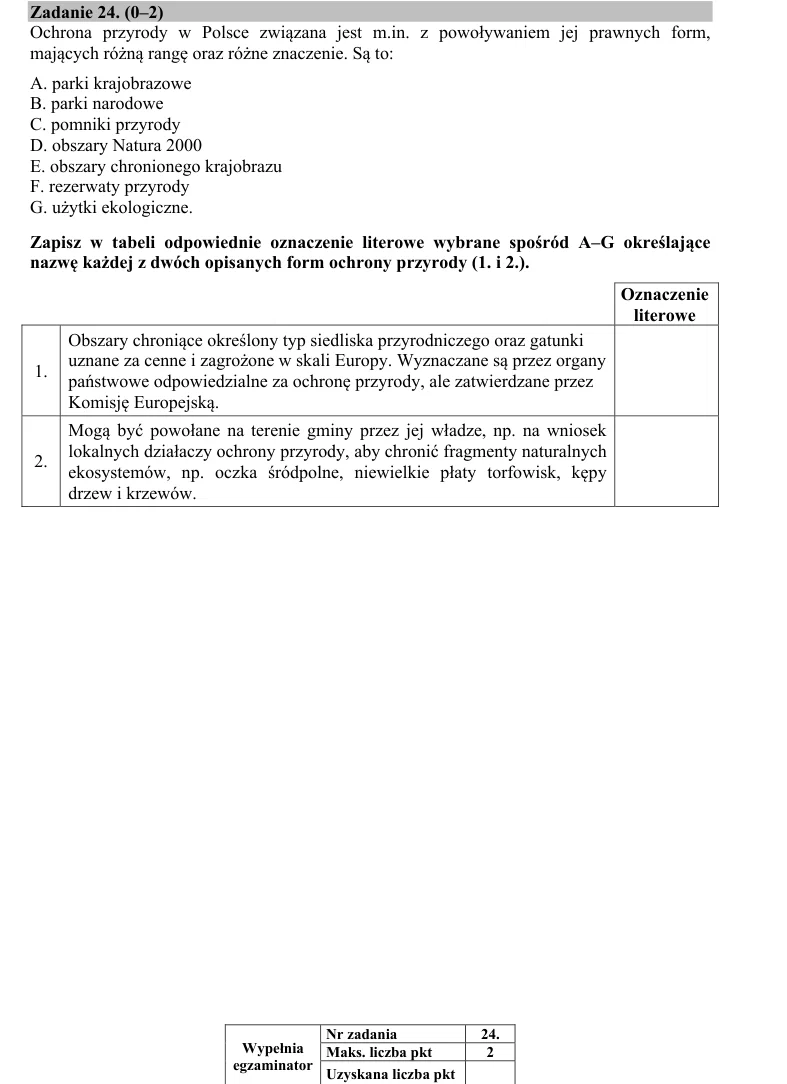 Zadanie 24. (0–2)
Ochrona przyrody w Polsce związana jest m.in. z powoływaniem jej prawnych form,
mających różną rangę oraz różne znaczenie. Są to:
A. parki krajobrazowe
B. parki narodowe
C. pomniki przyrody
D. obszary Natura 2000
E. obszary chronionego krajobrazu
F. rezerwaty przyrody
G. użytki ekologiczne.
Zapisz w tabeli odpowiednie oznaczenie literowe wybrane spośród A–G określające
nazwę każdej z dwóch opisanych form ochrony przyrody (1. i 2.).
Oznaczenie
literowe
1.
Obszary chroniące określony typ siedliska przyrodniczego oraz gatunki
uznane za cenne i zagrożone w skali Europy. Wyznaczane są przez organy
państwowe odpowiedzialne za ochronę przyrody, ale zatwierdzane przez
Komisję Europejską.
2.
Mogą być powołane na terenie gminy przez jej władze, np. na wniosek
lokalnych działaczy ochrony przyrody, aby chronić fragmenty naturalnych
ekosystemów, np. oczka śródpolne, niewielkie płaty torfowisk, kępy
drzew i krzewów.
Wypełnia
egzaminator
Nr zadania 24.
Maks. liczba pkt 2
Uzyskana liczba pkt